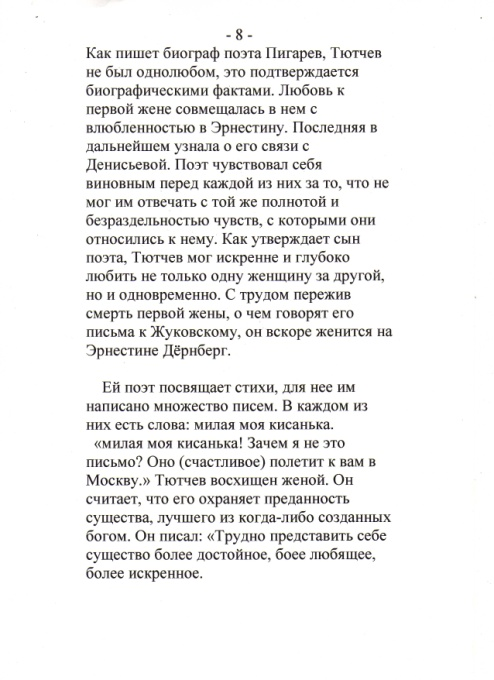 - 8 -
Как пишет биограф поэта Пигарев, Тютчев
не был однолюбом, это подтверждается
биографическими фактами. Любовь к
первой жене совмещалась в нем с
влюбленностью в Эрнестину. Последняя в
дальнейшем узнала о его связи с
Денисьевой. Поэт чувствовал себя
виновным перед каждой из них за то, что не
мог им отвечать с той же полнотой и
безраздельностью чувств, с которыми они
относились к нему. Как утверждает сын
поэта, Тютчев мог искренне и глубоко
любить не только одну женщину за другой,
но и одновременно. С трудом пережив
смерть первой жены, о чем говорят его
письма к Жуковскому, он вскоре женится на
Эрнестине Дёрнберг.
Ей поэт посвящает стихи, для нее им
написано множество писем. В каждом из
них есть слова: милая моя кисанька.
«милая моя кисанька! Зачем я не это
письмо? Оно (счастливое) полетит к вам в
Москву.» Тютчев восхищен женой. Он
считает, что его охраняет преданность
существа, лучшего из когда-либо созданных
богом. Он писал: «Трудно представить себе
существо более достойное, боее любящее,
более искренное.